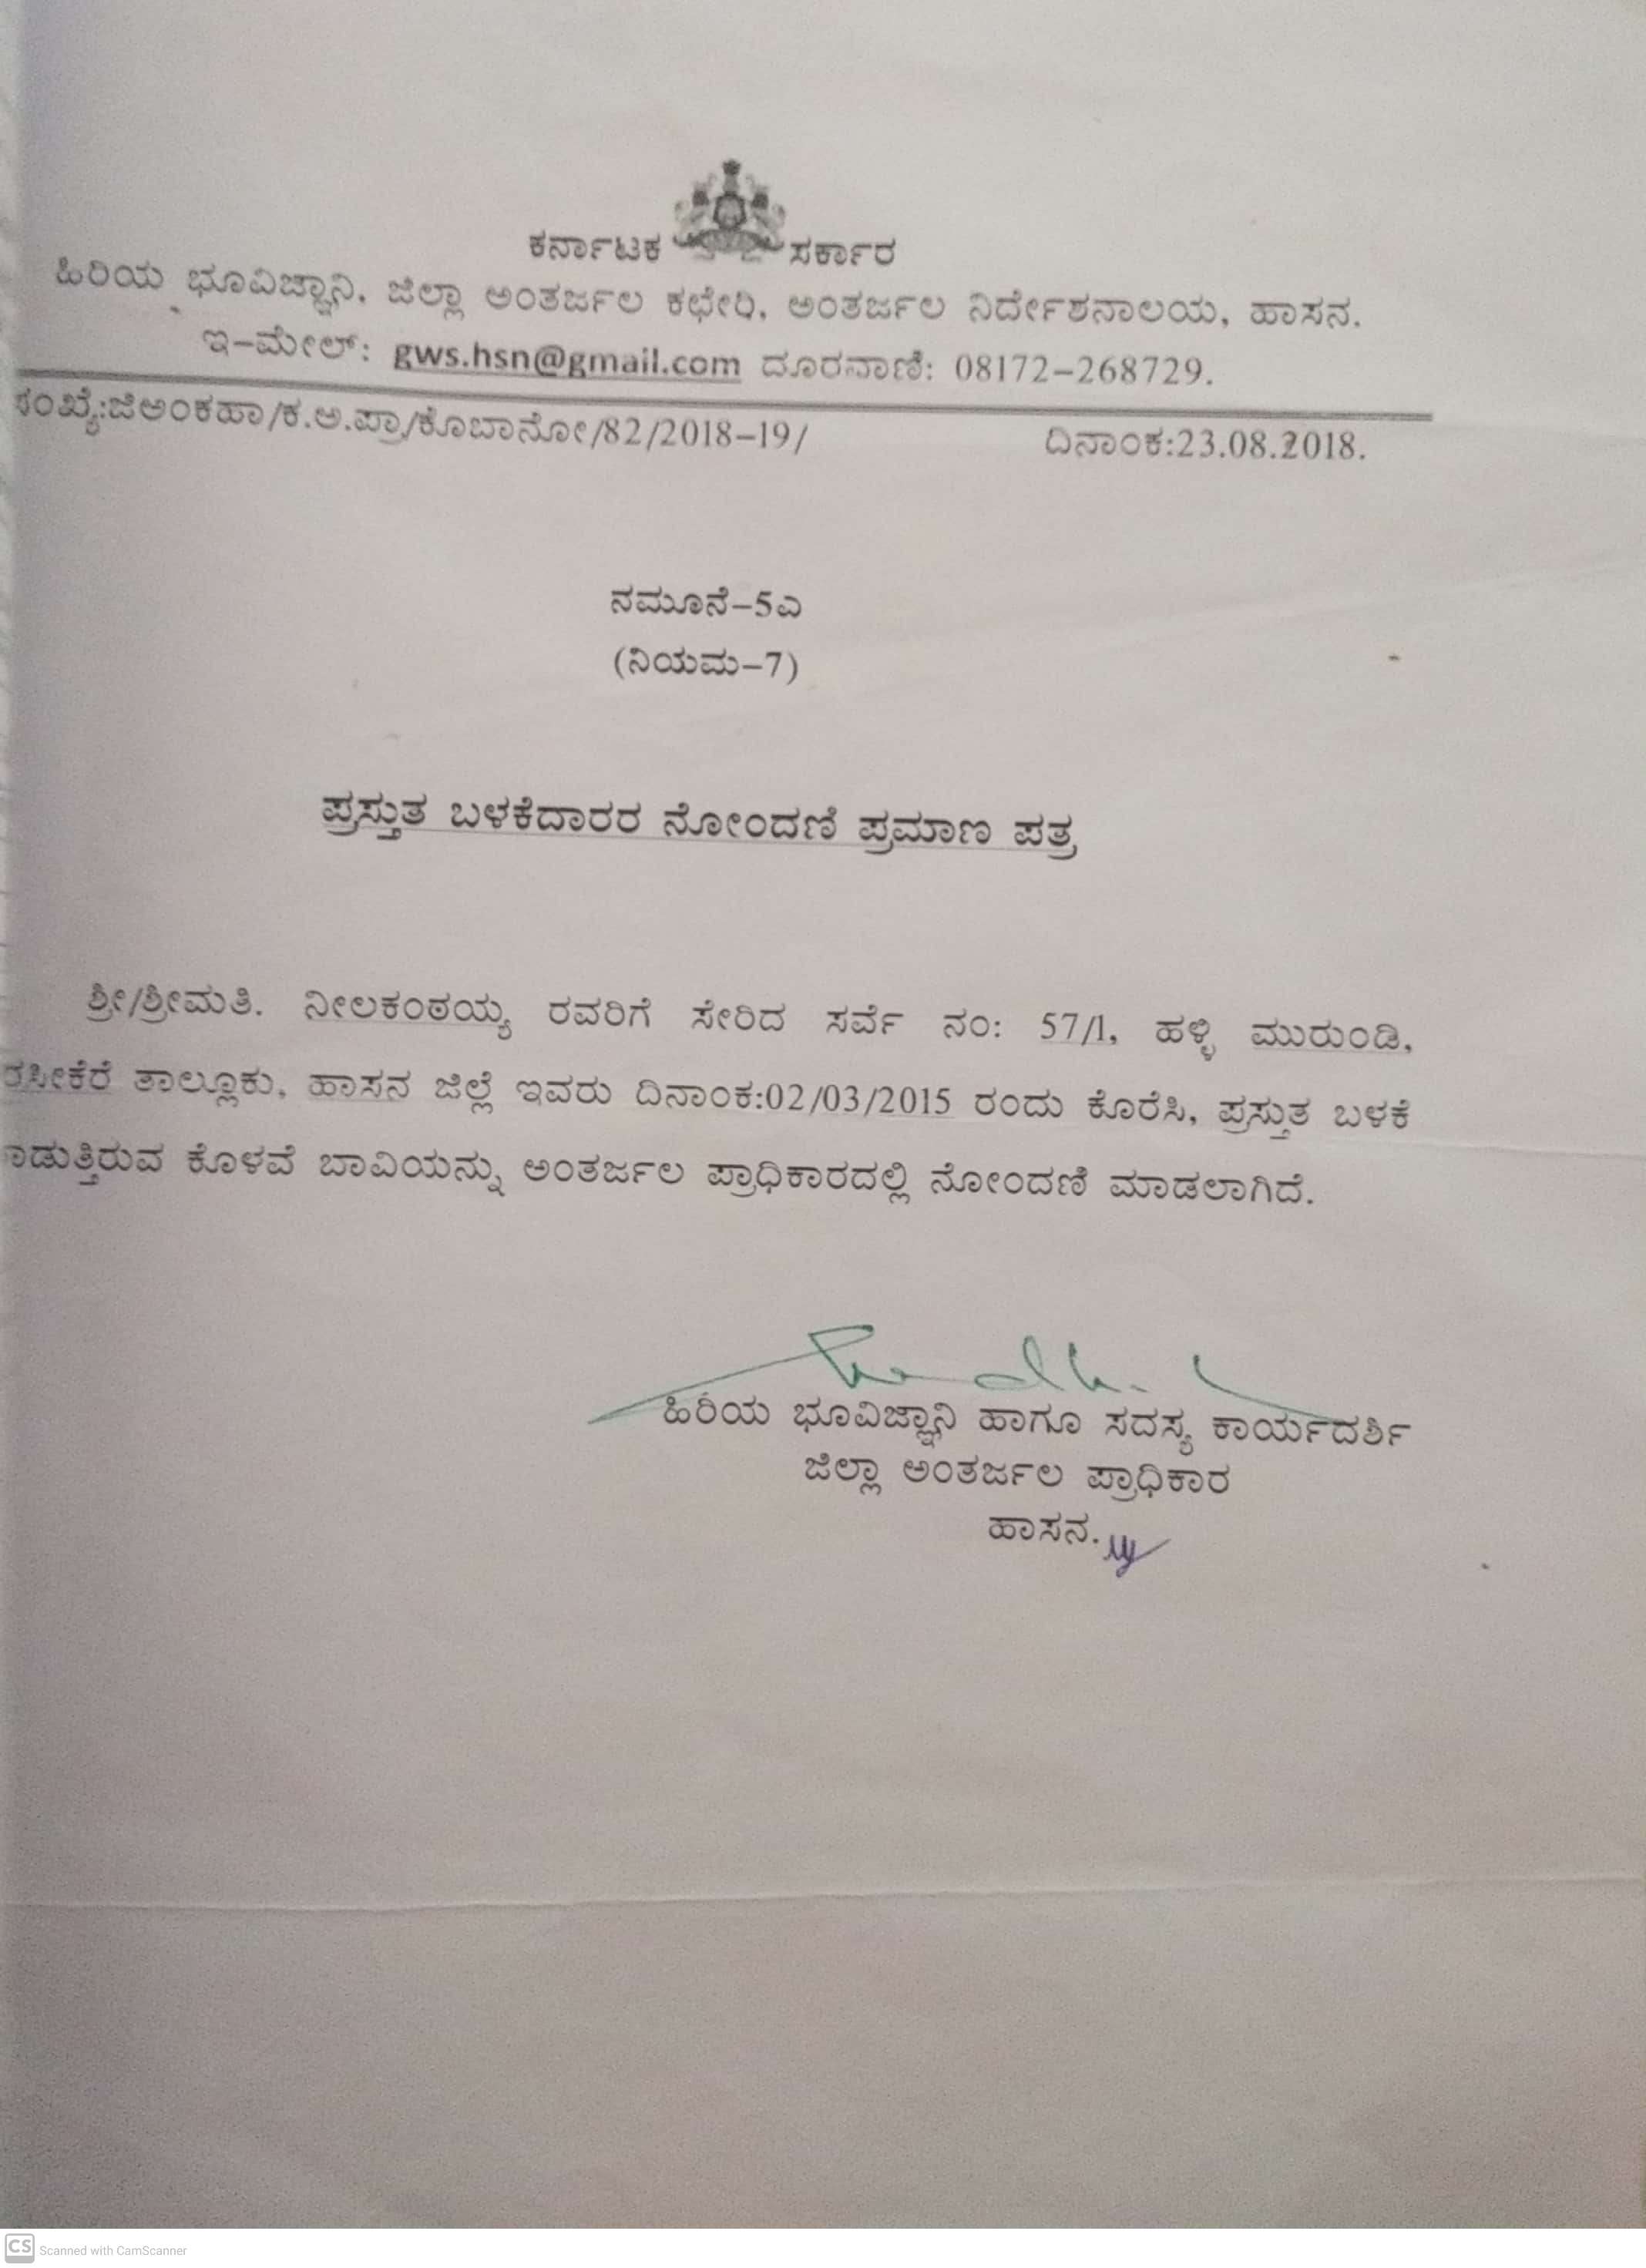 ಕರ್ನಾಟಕ ಸರ್ಕಾರ
ಹಿರಿಯ ಭೂವಿಜ್ಞಾನಿ, ಜಿಲ್ಲಾ ಅಂತರ್ಜಲ ಕಛೇರಿ, ಅಂತರ್ಜಲ ನಿರ್ದೇಶನಾಲಯ, ಹಾಸನ.
ಇ-ಮೇಲ್: gws.hsn@gmail.com ದೂರವಾಣಿ: 08172-268729.
ಸಂಖ್ಯೆ:ಜಿಅಂಕಹಾ/ಕ.ಅ.ಪ್ರಾ/ಕೊಬಾನೋ/82/2018-19/ ದಿನಾಂಕ:23.08.2018.
ನಮೂನೆ-5ಎ
(ನಿಯಮ-7)
ಪ್ರಸ್ತುತ ಬಳಕೆದಾರರ ನೋಂದಣಿ ಪ್ರಮಾಣ ಪತ್ರ
ಶ್ರೀ/ಶ್ರೀಮತಿ. ನೀಲಕಂಠಯ್ಯ ರವರಿಗೆ ಸೇರಿದ ಸರ್ವೆ ನಂ: 57/1, ಹಳ್ಳಿ ಮುರುಂಡಿ,
ರಸೀಕೆರೆ ತಾಲ್ಲೂಕು, ಹಾಸನ ಜಿಲ್ಲೆ ಇವರು ದಿನಾಂಕ:02/03/2015 ರಂದು ಕೊರೆಸಿ, ಪ್ರಸ್ತುತ ಬಳಕೆ
ಾಡುತ್ತಿರುವ ಕೊಳವೆ ಬಾವಿಯನ್ನು ಅಂತರ್ಜಲ ಪ್ರಾಧಿಕಾರದಲ್ಲಿ ನೋಂದಣಿ ಮಾಡಲಾಗಿದೆ.
ಹಿರಿಯ ಭೂವಿಜ್ಞಾನಿ ಹಾಗೂ ಸದಸ್ಯ ಕಾರ್ಯದರ್ಶಿ
ಜಿಲ್ಲಾ ಅಂತರ್ಜಲ ಪ್ರಾಧಿಕಾರ
ಹಾಸನ.
CS Scanned with CamScanner